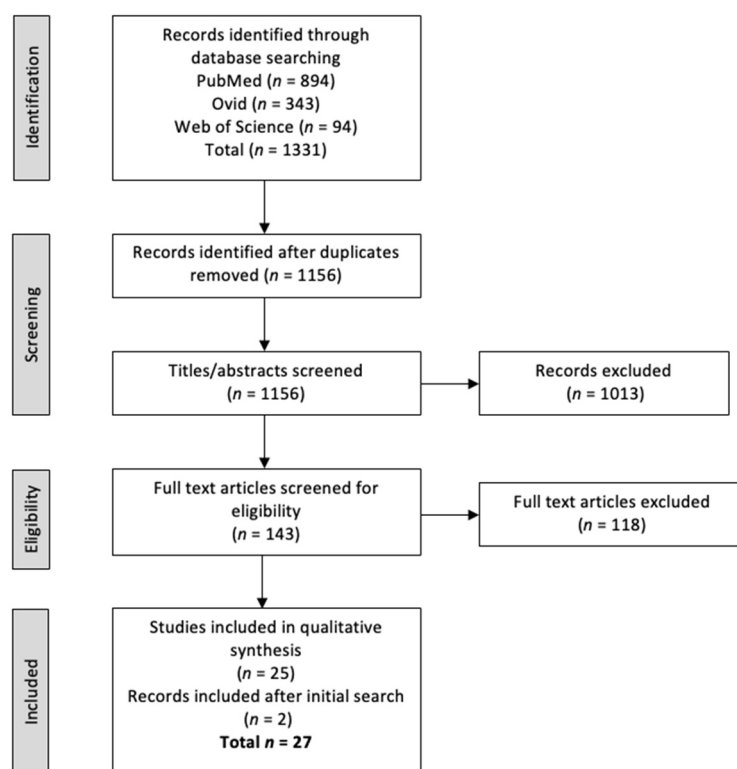 Identification
Records identified through
database searching
PubMed (n = 894)
Ovid (n = 343)
Web of Science (n = 94)
Total (n = 1331)
Screening
Records identified after duplicates
removed (n = 1156)
Titles/abstracts screened
(n = 1156)
Records excluded
(n = 1013)
Eligibility
Full text articles screened for
eligibility
(n = 143)
Full text articles excluded
(n = 118)
Included
Studies included in qualitative
synthesis
(n = 25)
Records included after initial search
(n = 2)
Total n = 27